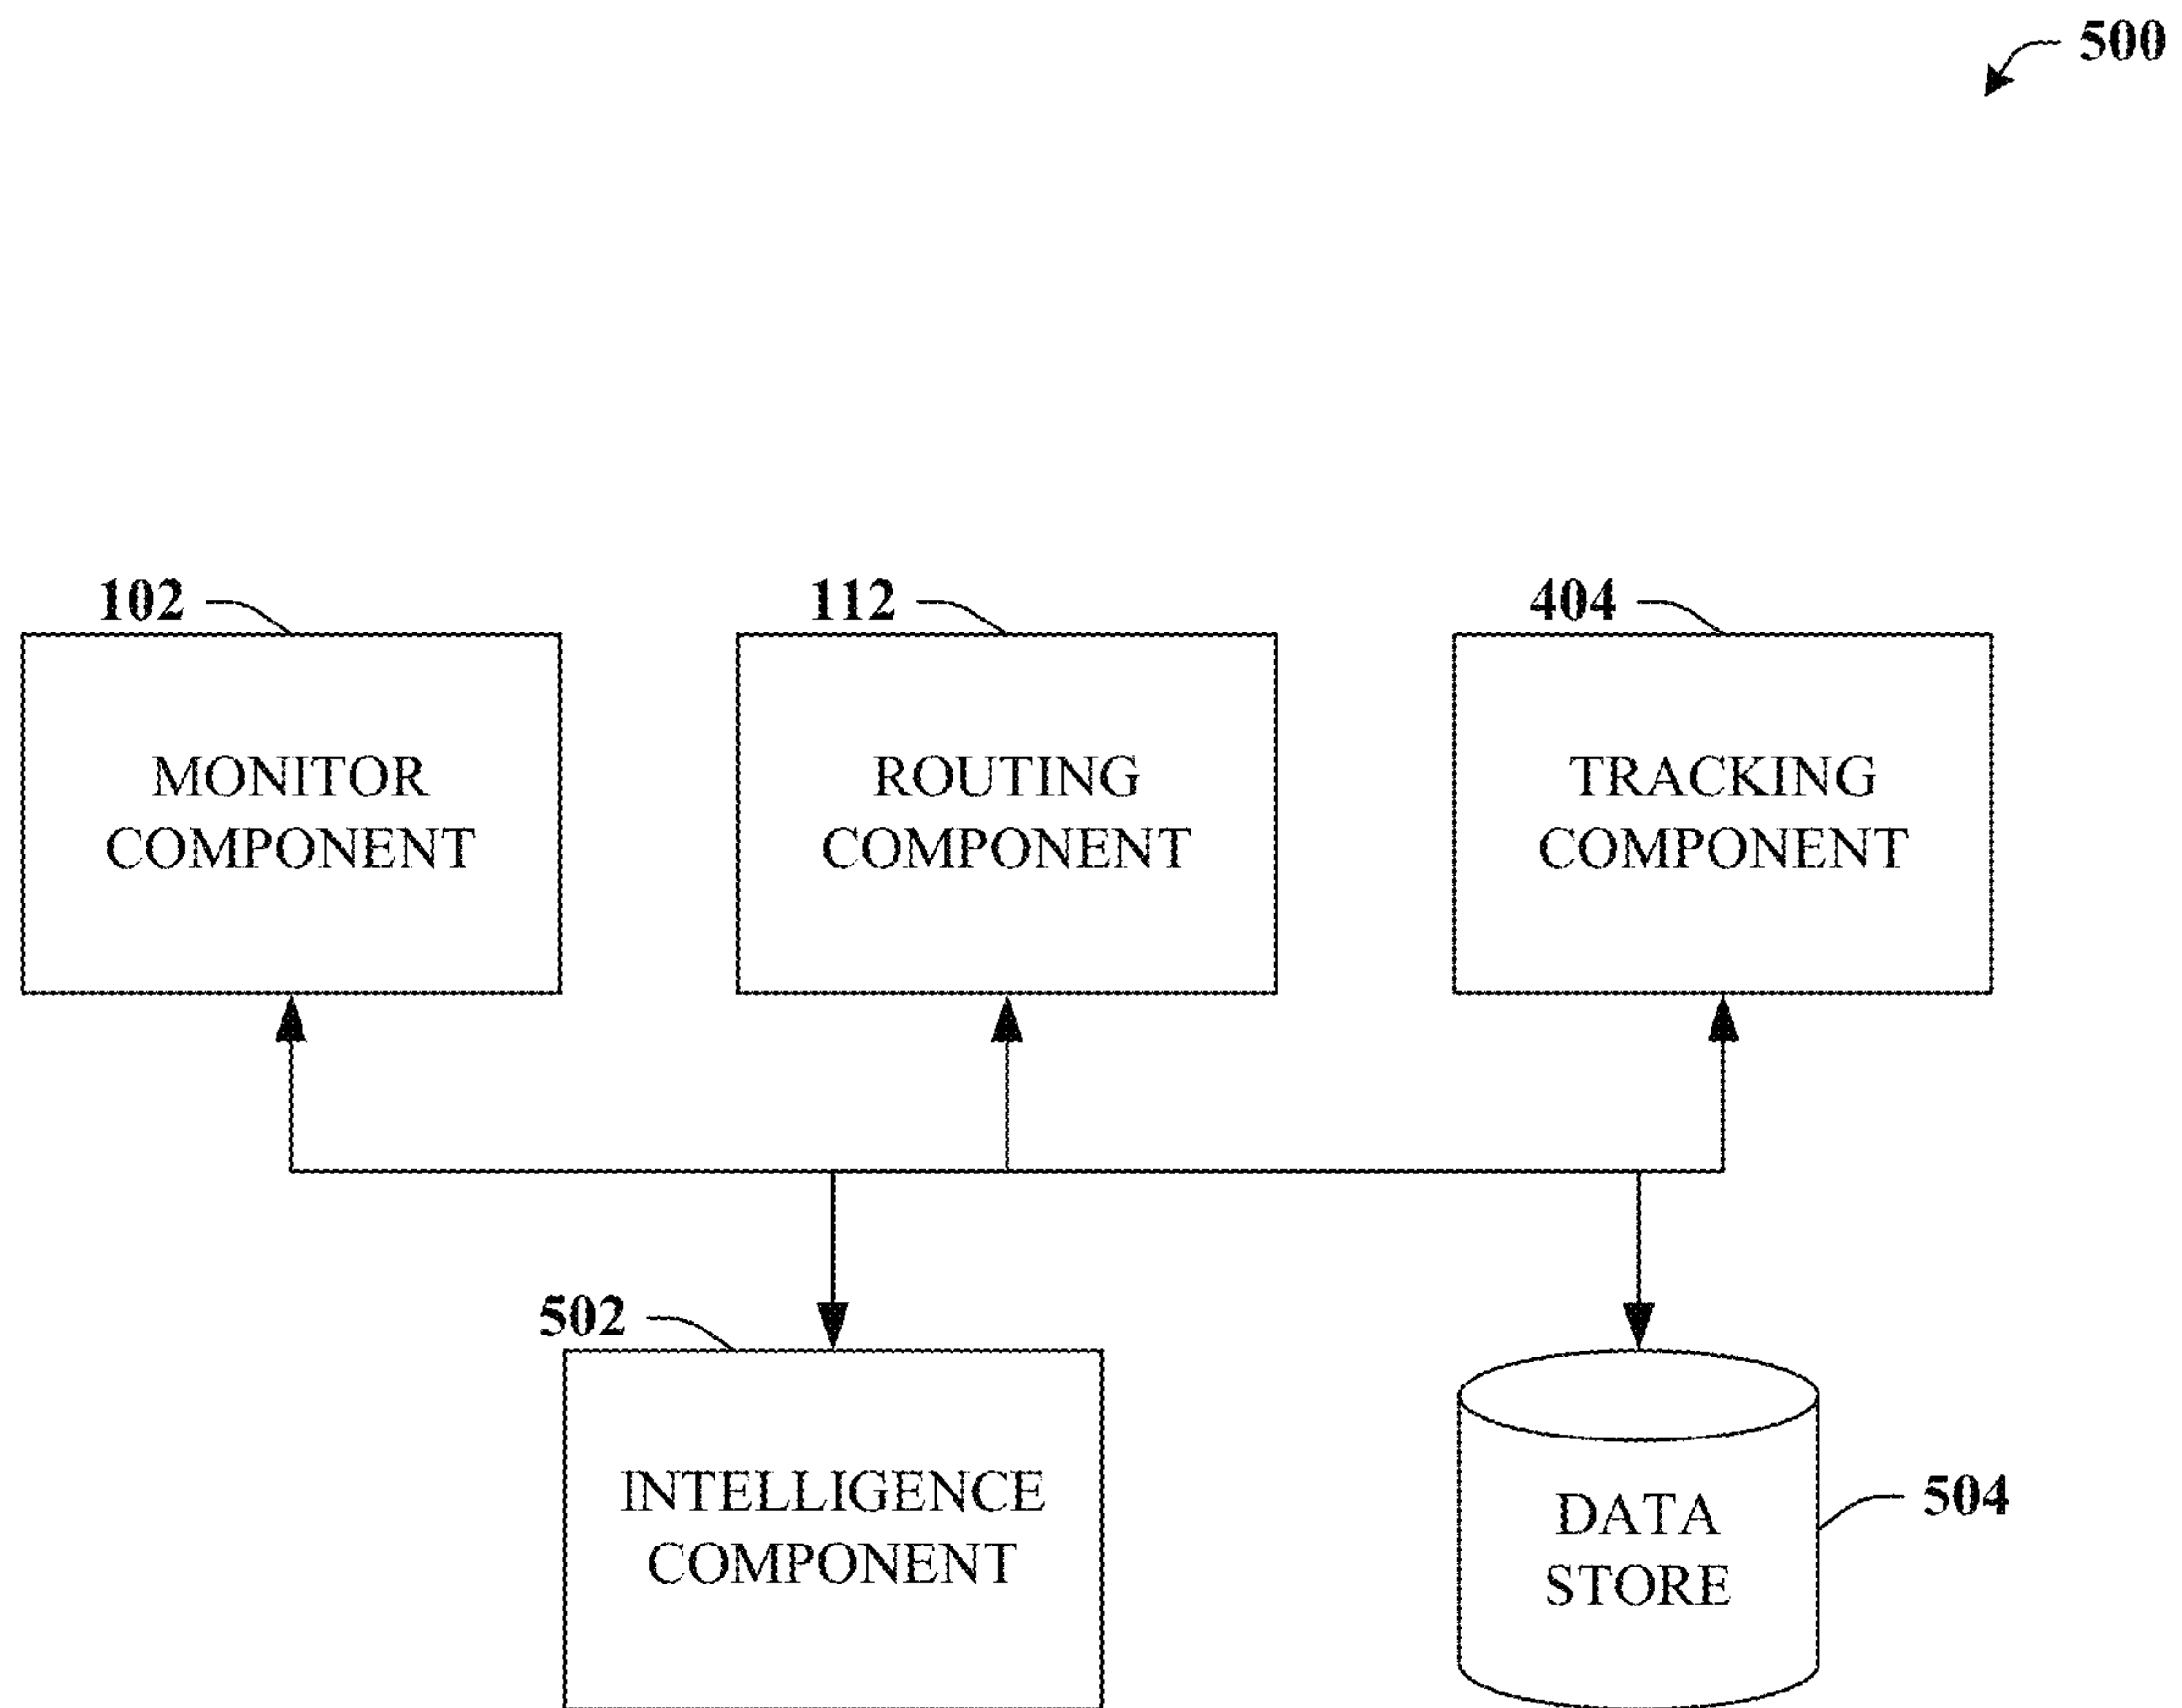 500
102
MONITOR
COMPONENT
112
ROUTING
COMPONENT
404
TRACKING
COMPONENT
502
INTELLIGENCE
COMPONENT
DATA
STORE
504